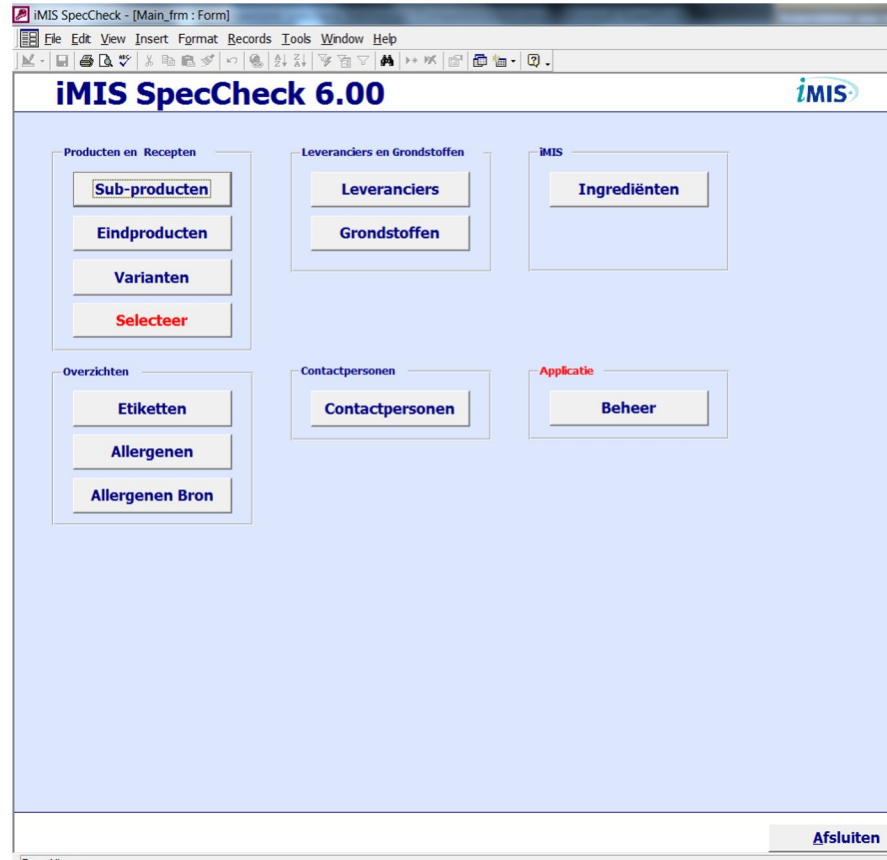 iMIS SpecCheck - [Main_frm : Form]
File Edit View Insert Format Records Tools Window Help
iMIS SpecCheck 6.00
iMIS
Producten en Recepten
Sub-producten
Eindproducten
Varianten
Selecteer
Leveranciers en Grondstoffen
Leveranciers
Grondstoffen
iMIS
Ingrediënten
Overzichten
Etiketten
Allergenen
Allergenen Bron
Contactpersonen
Contactpersonen
Applicatie
Beheer
Afsluiten